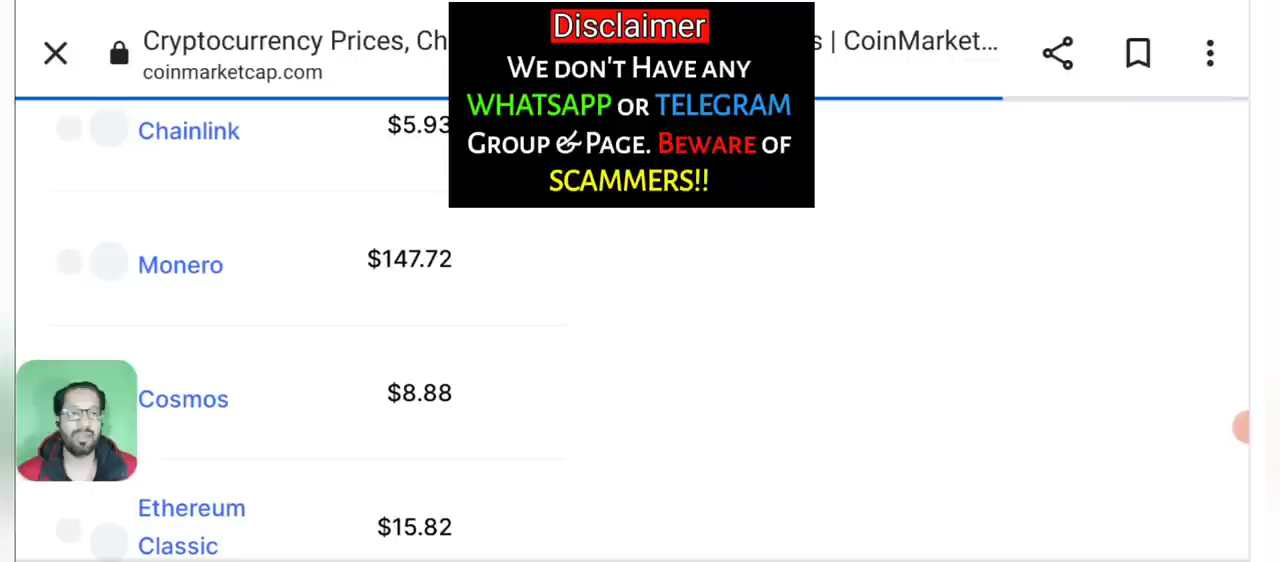 Cryptocurrency Prices, Ch
s | CoinMarket...
coinmarketcap.com
Disclaimer
WE DON'T HAVE ANY
WHATSAPP OR TELEGRAM
GROUP & PAGE. BEWARE OF
SCAMMERS!!
Chainlink $5.93
Monero $147.72
Cosmos $8.88
Ethereum
Classic $15.82